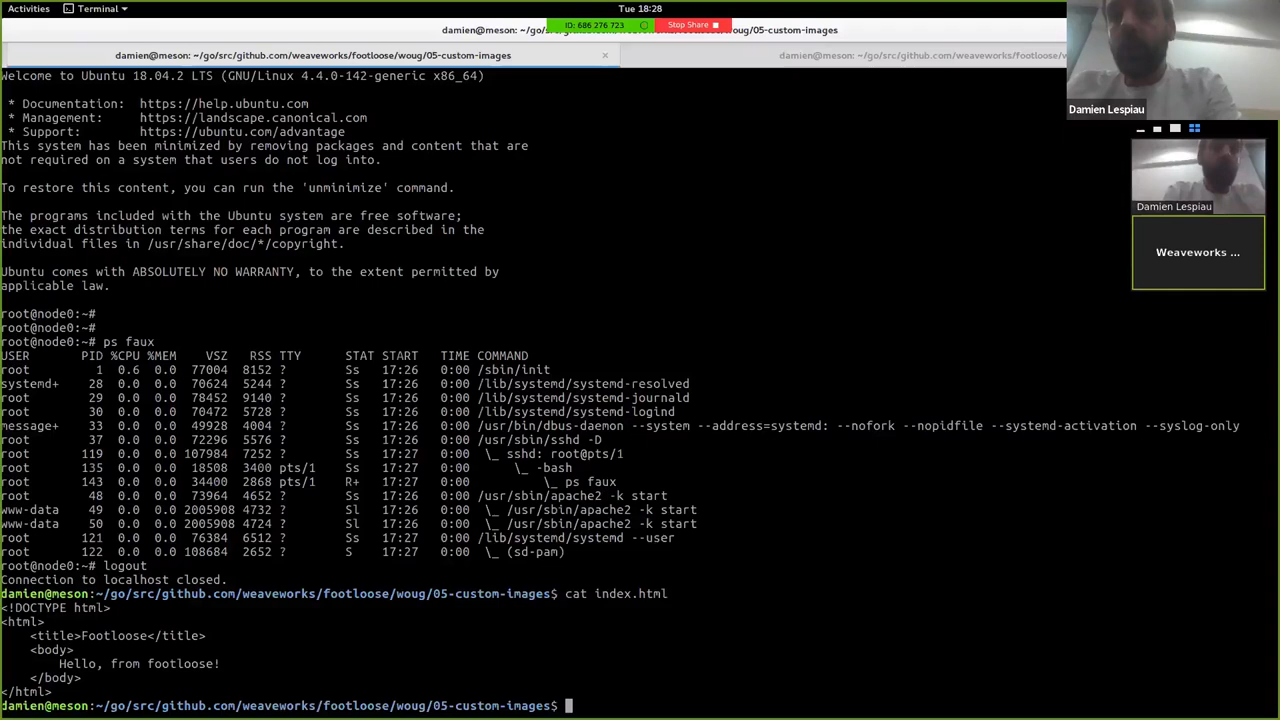 Activities Terminal Tue 18:28
ID: 686 276 723 Stop Share
damien@meson: ~/go/src/github.com/weaveworks/footloose/woug/05-custom-images
damien@meson: ~/go/src/github.com/weaveworks/footloose/woug/05-custom-images × damien@meson: ~/go/src/github.com/weaveworks/footloose/w
Damien Lespiau
Damien Lespiau
Weaveworks ...
Welcome to Ubuntu 18.04.2 LTS (GNU/Linux 4.4.0-142-generic x86_64)
* Documentation: https://help.ubuntu.com
* Management: https://landscape.canonical.com
* Support: https://ubuntu.com/advantage
This system has been minimized by removing packages and content that are
not required on a system that users do not log into.
To restore this content, you can run the 'unminimize' command.
The programs included with the Ubuntu system are free software;
the exact distribution terms for each program are described in the
individual files in /usr/share/doc/*/copyright.
Ubuntu comes with ABSOLUTELY NO WARRANTY, to the extent permitted by
applicable law.
root@node0:~#
root@node0:~#
root@node0:~# ps faux
USER PID %CPU %MEM VSZ RSS TTY STAT START TIME COMMAND
root 1 0.6 0.0 77004 8152 ? Ss 17:26 0:00 /sbin/init
systemd+ 28 0.0 0.0 70624 5244 ? Ss 17:26 0:00 /lib/systemd/systemd-resolved
root 29 0.0 0.0 78452 9140 ? Ss 17:26 0:00 /lib/systemd/systemd-journald
root 30 0.0 0.0 70472 5728 ? Ss 17:26 0:00 /lib/systemd/systemd-logind
message+ 33 0.0 0.0 49928 4004 ? Ss 17:26 0:00 /usr/bin/dbus-daemon --system --address=systemd: --nofork --nopidfile --systemd-activation --syslog-only
root 37 0.0 0.0 72296 5576 ? Ss 17:26 0:00 /usr/sbin/sshd -D
root 119 0.0 0.0 107984 7252 ? Ss 17:27 0:00 \_ sshd: root@pts/1
root 135 0.0 0.0 18508 3400 pts/1 Ss 17:27 0:00 \_ -bash
root 143 0.0 0.0 34400 2868 pts/1 R+ 17:27 0:00 \_ ps faux
root 48 0.0 0.0 73964 4652 ? Ss 17:26 0:00 /usr/sbin/apache2 -k start
www-data 49 0.0 0.0 2005908 4732 ? Sl 17:26 0:00 \_ /usr/sbin/apache2 -k start
www-data 50 0.0 0.0 2005908 4724 ? Sl 17:26 0:00 \_ /usr/sbin/apache2 -k start
root 121 0.0 0.0 76384 6512 ? Ss 17:27 0:00 /lib/systemd/systemd --user
root 122 0.0 0.0 108684 2652 ? S 17:27 0:00 \_ (sd-pam)
root@node0:~# logout
Connection to localhost closed.
damien@meson:~/go/src/github.com/weaveworks/footloose/woug/05-custom-images$ cat index.html
<!DOCTYPE html>
<html>
<title>Footloose</title>
<body>
Hello, from footloose!
</body>
</html>
damien@meson:~/go/src/github.com/weaveworks/footloose/woug/05-custom-images$